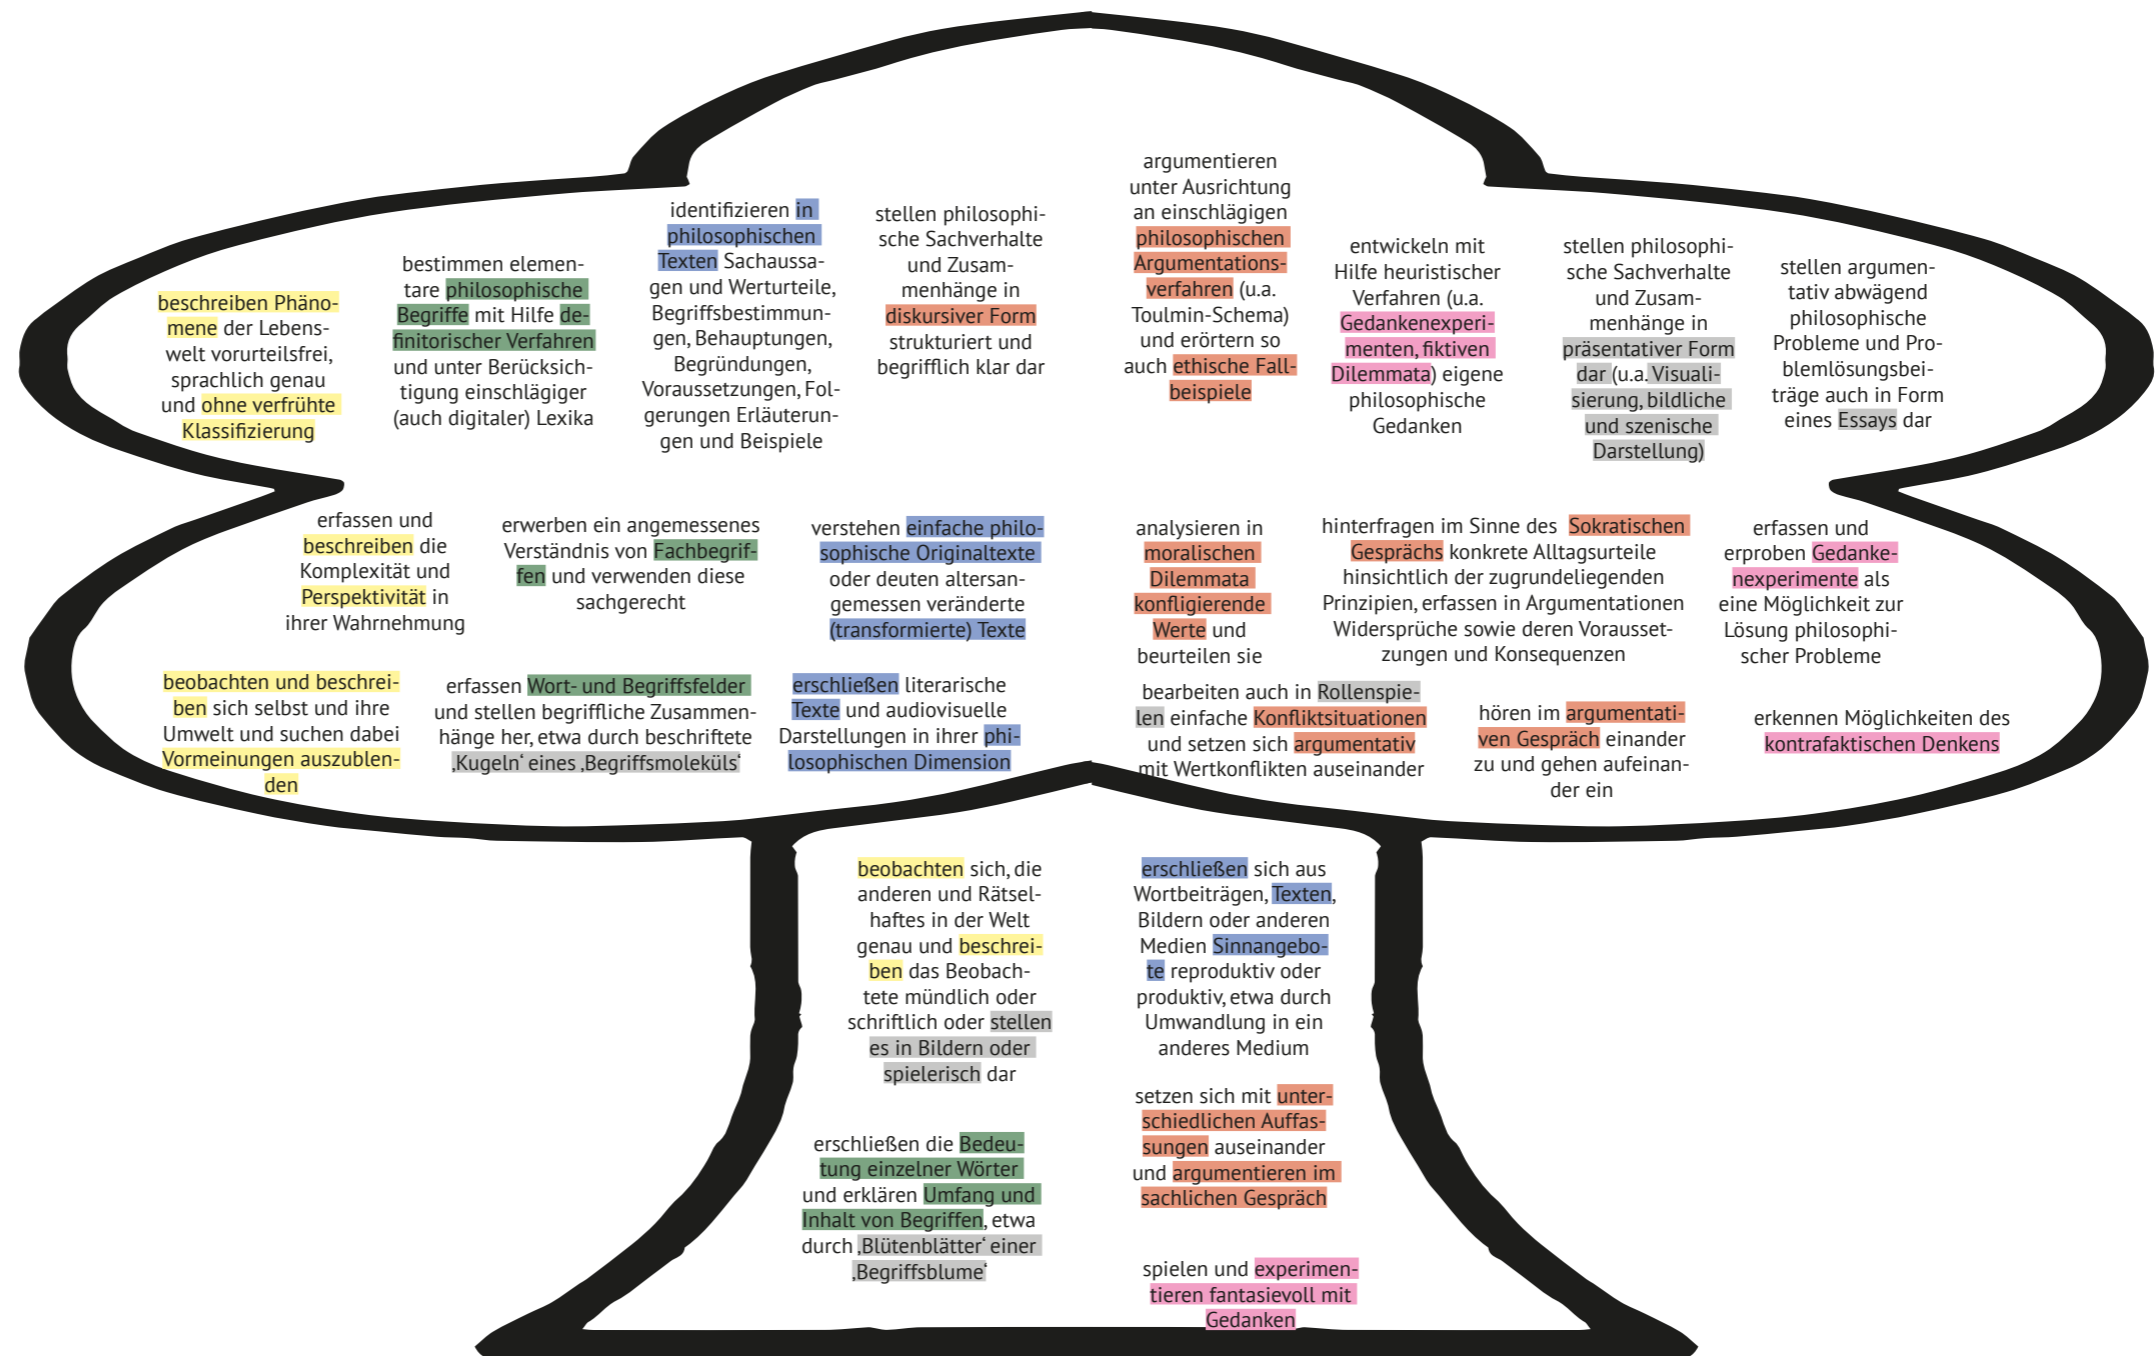 beschreiben Phäno-
mene der Lebens-
welt vorurteilsfrei,
sprachlich genau
und ohne verfrühte
Klassifizierung
bestimmen elemen-
tare philosophische
Begriffe mit Hilfe de-
finitorischer Verfahren
und unter Berücksich-
tigung einschlägiger
(auch digitaler) Lexika
identifizieren in
philosophischen
Texten Sachaussa-
gen und Werturteile,
Begriffsbestimmun-
gen, Behauptungen,
Begründungen,
Voraussetzungen, Fol-
gerungen Erläuterun-
gen und Beispiele
stellen philosophi-
sche Sachverhalte
und Zusam-
menhänge in
diskursiver Form
strukturiert und
begrifflich klar dar
argumentieren
unter Ausrichtung
an einschlägigen
philosophischen
Argumentations-
verfahren (u.a.
Toulmin-Schema)
und erörtern so
auch ethische Fall-
beispiele
entwickeln mit
Hilfe heuristischer
Verfahren (u.a.
Gedankenexperi-
menten, fiktiven
Dilemmata) eigene
philosophische
Gedanken
stellen philosophi-
sche Sachverhalte
und Zusam-
menhänge in
präsentativer Form
dar (u.a. Visuali-
sierung, bildliche
und szenische
Darstellung)
stellen argumen-
tativ abwägend
philosophische
Probleme und Pro-
blemlösungsbei-
träge auch in Form
eines Essays dar
erfassen und
beschreiben die
Komplexität und
Perspektivität in
ihrer Wahrnehmung
erwerben ein angemessenes
Verständnis von Fachbegrif-
fen und verwenden diese
sachgerecht
verstehen einfache philo-
sophische Originaltexte
oder deuten altersan-
gemessen veränderte
(transformierte) Texte
analysieren in
moralischen
Dilemmata
konfligierende
Werte und
beurteilen sie
hinterfragen im Sinne des Sokratischen
Gesprächs konkrete Alltagsurteile
hinsichtlich der zugrundeliegenden
Prinzipien, erfassen in Argumentationen
Widersprüche sowie deren Vorausset-
zungen und Konsequenzen
erfassen und
erproben Gedanke-
nexperimente als
eine Möglichkeit zur
Lösung philosophi-
scher Probleme
beobachten und beschrei-
ben sich selbst und ihre
Umwelt und suchen dabei
Vormeinungen auszublen-
den
erfassen Wort- und Begriffsfelder
und stellen begriffliche Zusammen-
hänge her, etwa durch beschriftete
‚Kugeln‘ eines ‚Begriffsmoleküls‘
erschließen literarische
Texte und audiovisuelle
Darstellungen in ihrer phi-
losophischen Dimension
bearbeiten auch in Rollenspie-
len einfache Konfliktsituationen
und setzen sich argumentativ
mit Wertkonflikten auseinander
hören im argumentati-
ven Gespräch einander
zu und gehen aufeinan-
der ein
erkennen Möglichkeiten des
kontrafaktischen Denkens
beobachten sich, die
anderen und Rätsel-
haftes in der Welt
genau und beschrei-
ben das Beobach-
tete mündlich oder
schriftlich oder stellen
es in Bildern oder
spielerisch dar
erschließen sich aus
Wortbeiträgen, Texten,
Bildern oder anderen
Medien Sinnangebo-
te reproduktiv oder
produktiv, etwa durch
Umwandlung in ein
anderes Medium
erschließen die Bedeu-
tung einzelner Wörter
und erklären Umfang und
Inhalt von Begriffen, etwa
durch ‚Blütenblätter‘ einer
‚Begriffsblume‘
setzen sich mit unter-
schiedlichen Auffas-
sungen auseinander
und argumentieren im
sachlichen Gespräch
spielen und experimen-
tieren fantasievoll mit
Gedanken